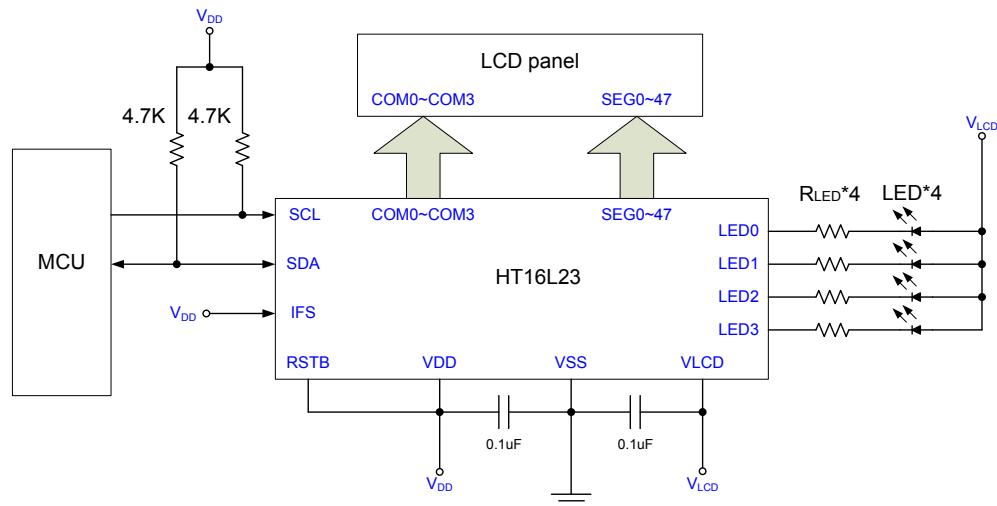 VDD
LCD panel
COM0~COM3 SEG0~47
4.7K 4.7K
VLCD
RLED*4 LED*4
SCL COM0~COM3 SEG0~47
LED0
MCU SDA HT16L23 LED1
LED2
VDD IFS
LED3
RSTB VDD VSS VLCD
0.1uF 0.1uF
VDD VLCD